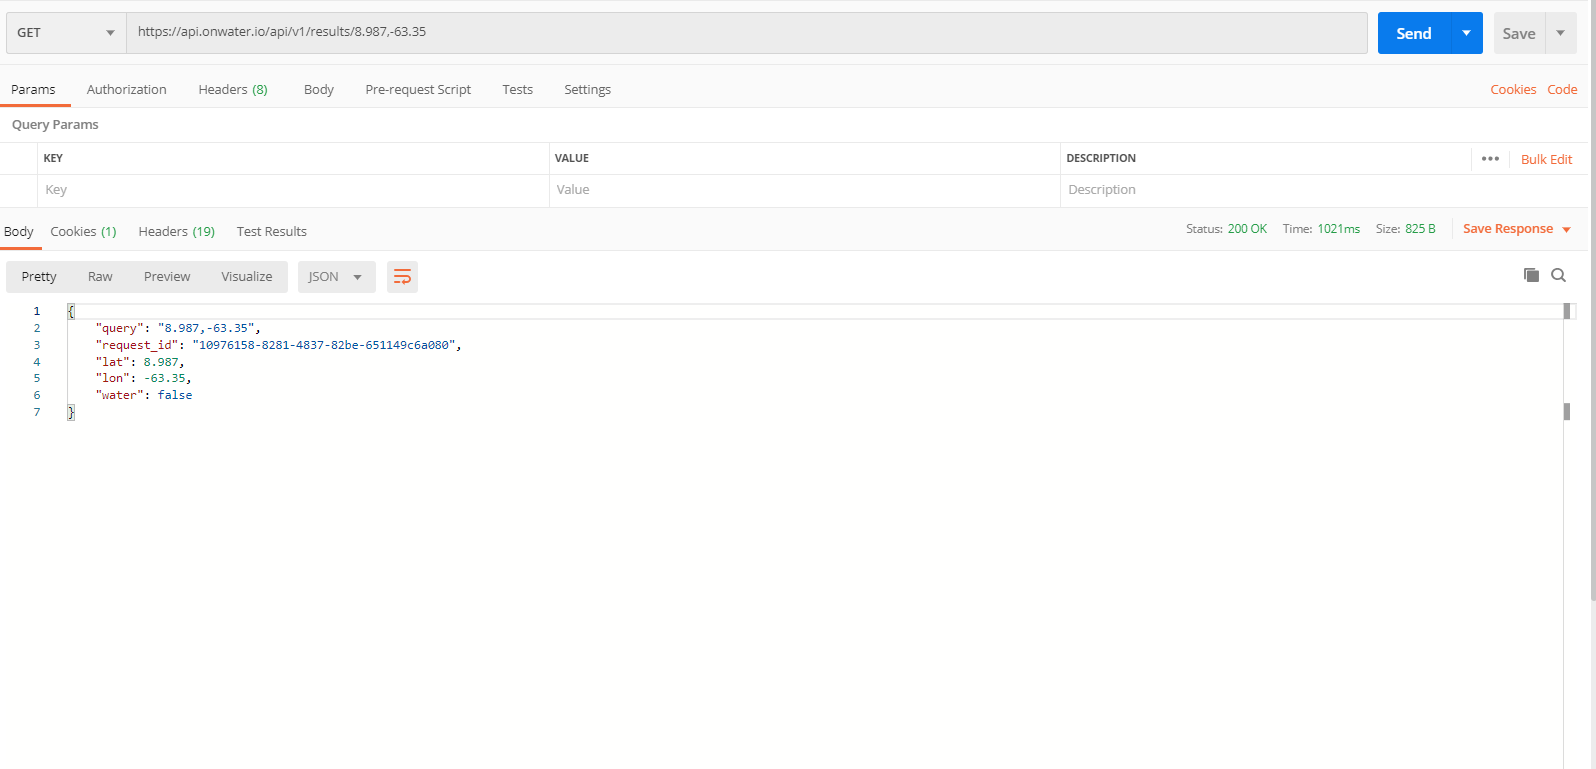 GET https://api.onwater.io/api/v1/results/8.987,-63.35 Send Save
Params Authorization Headers (8) Body Pre-request Script Tests Settings Cookies Code
Query Params
KEY VALUE DESCRIPTION ••• Bulk Edit
Key Value Description
Body Cookies (1) Headers (19) Test Results Status: 200 OK Time: 1021ms Size: 825 B Save Response
Pretty Raw Preview Visualize JSON
1 {
2 "query": "8.987,-63.35",
3 "request_id": "10976158-8281-4837-82be-651149c6a080",
4 "lat": 8.987,
5 "lon": -63.35,
6 "water": false
7 }